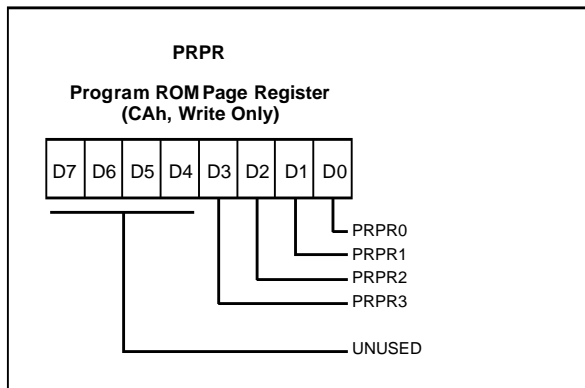 PRPR
Program ROM Page Register
(CAh, Write Only)
D7 D6 D5 D4 D3 D2 D1 D0
PRPR0
PRPR1
PRPR2
PRPR3
UNUSED